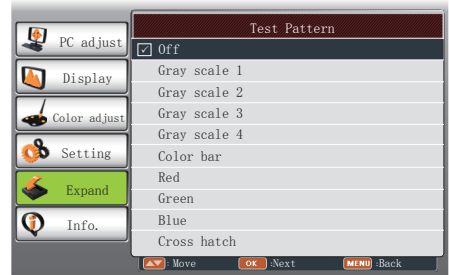 PC adjust
Display
Color adjust
Setting
Expand
Info.
Test Pattern
Off
Gray scale 1
Gray scale 2
Gray scale 3
Gray scale 4
Color bar
Red
Green
Blue
Cross hatch
: Move OK :Next MENU :Back